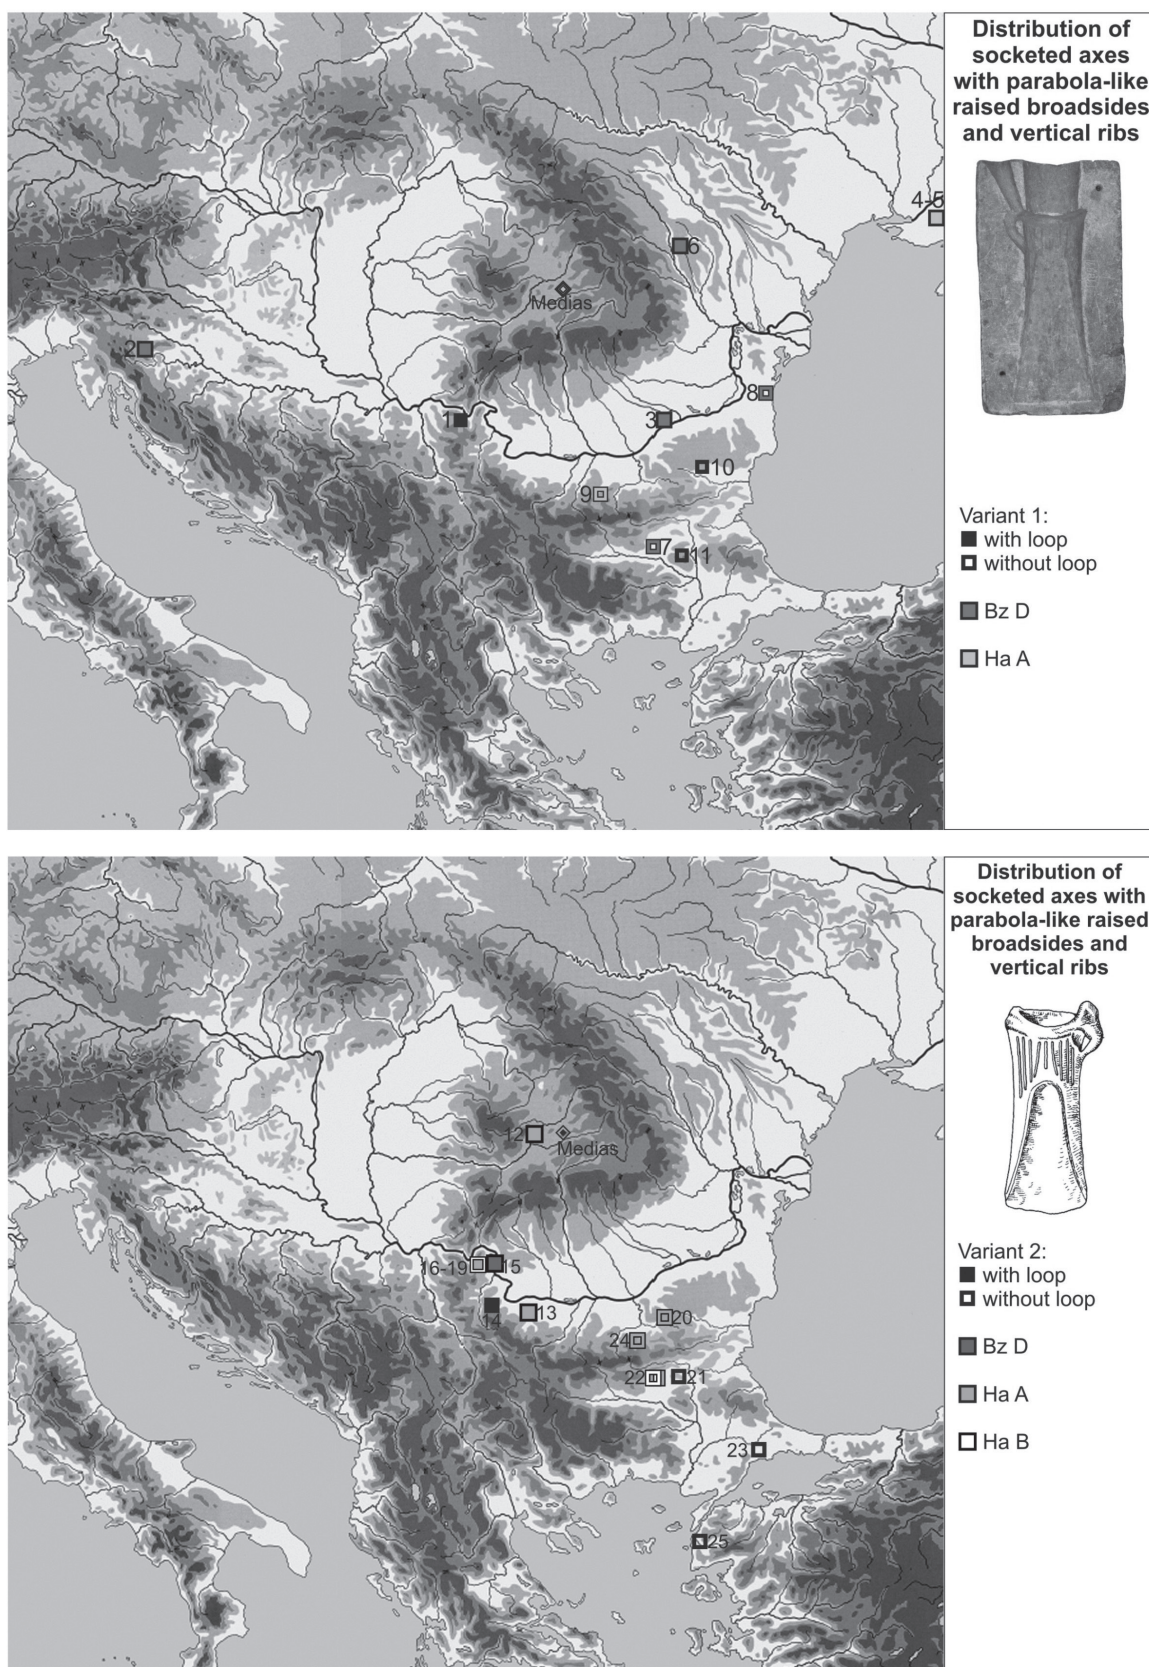 Distribution of
socketed axes
with parabola-like
raised broadsides
and vertical ribs
4-5
6
Medias
2
1
3
8
10
9
7
11
Variant 1:
with loop
without loop
Bz D
Ha A
Distribution of
socketed axes with
parabola-like raised
broadsides and
vertical ribs
12
Medias
16-19
15
14
13
20
24
22
21
23
25
Variant 2:
with loop
without loop
Bz D
Ha A
Ha B